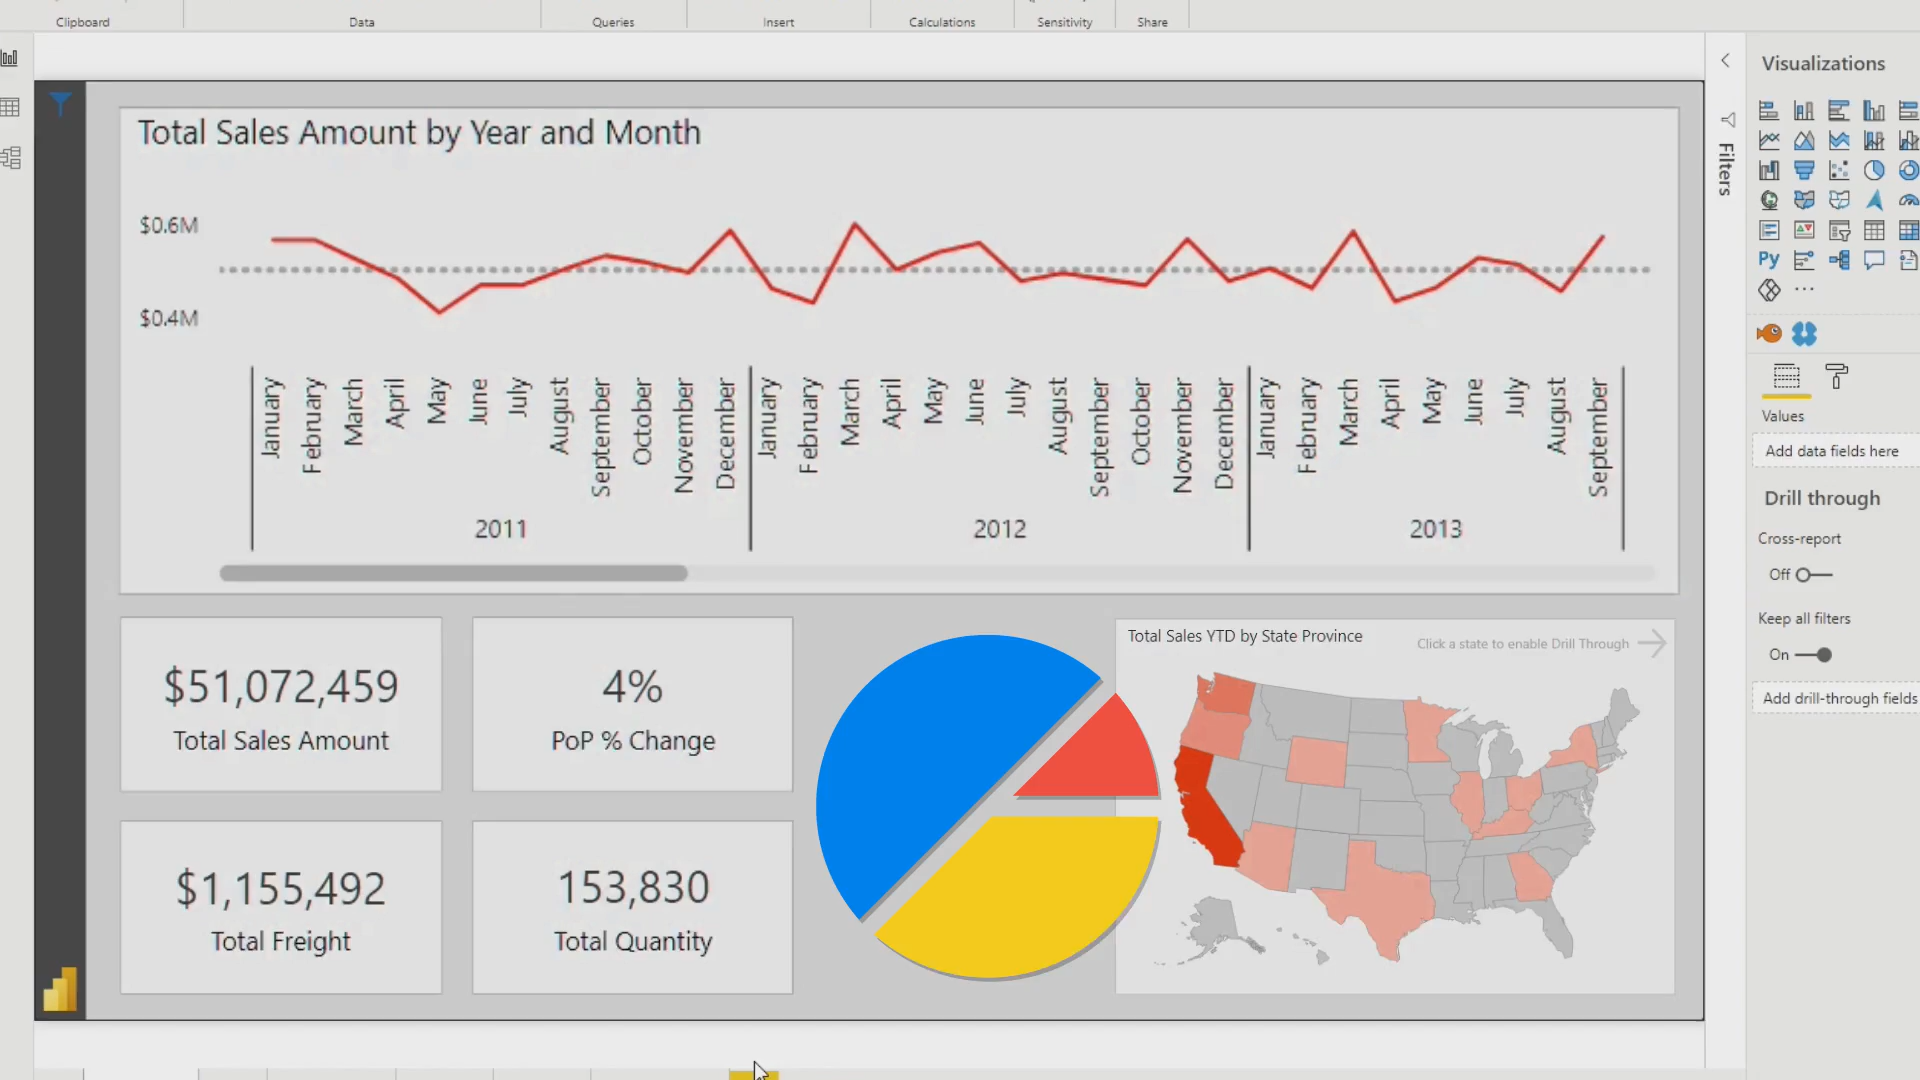 Clipboard
Data
Queries
Insert
Calculations
Sensitivity
Share
Visualizations
Filters
Total Sales Amount by Year and Month
$0.6M
$0.4M
January
February
March
April
May
June
July
August
September
October
November
December
January
February
March
April
May
June
July
August
September
October
November
December
January
February
March
April
May
June
July
August
September
2011
2012
2013
$51,072,459
Total Sales Amount
4%
PoP % Change
$1,155,492
Total Freight
153,830
Total Quantity
Total Sales YTD by State Province
Click a state to enable Drill Through
Py
Values
Add data fields here
Drill through
Cross-report
Off
Keep all filters
On
Add drill-through fields